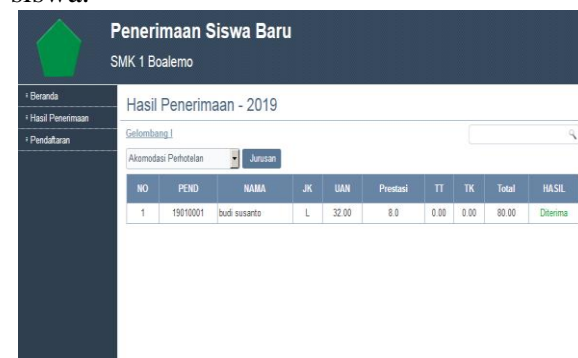 siswa.
Penerimaan Siswa Baru
SMK 1 Boalemo
Beranda
Hasil Penerimaan
Pendaftaran
Hasil Penerimaan - 2019
Gelombang I
Akomodasi Perhotelan Jurusan
NO PEND NAMA JK UAN Prestasi TT TK Total HASIL
1 19010001 budi susanto L 32.00 8.0 0.00 0.00 80.00 Diterima